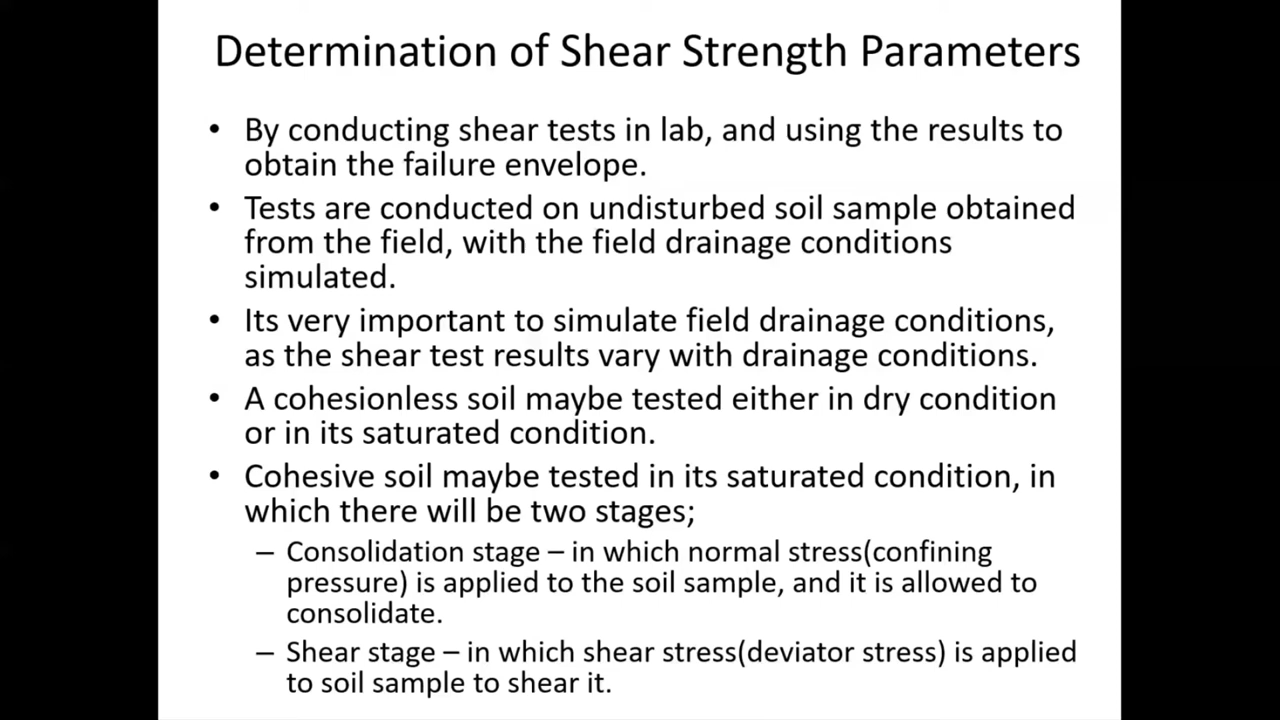 Determination of Shear Strength Parameters
• By conducting shear tests in lab, and using the results to
obtain the failure envelope.
• Tests are conducted on undisturbed soil sample obtained
from the field, with the field drainage conditions
simulated.
• Its very important to simulate field drainage conditions,
as the shear test results vary with drainage conditions.
• A cohesionless soil maybe tested either in dry condition
or in its saturated condition.
• Cohesive soil maybe tested in its saturated condition, in
which there will be two stages;
– Consolidation stage – in which normal stress(confining
pressure) is applied to the soil sample, and it is allowed to
consolidate.
– Shear stage – in which shear stress(deviator stress) is applied
to soil sample to shear it.